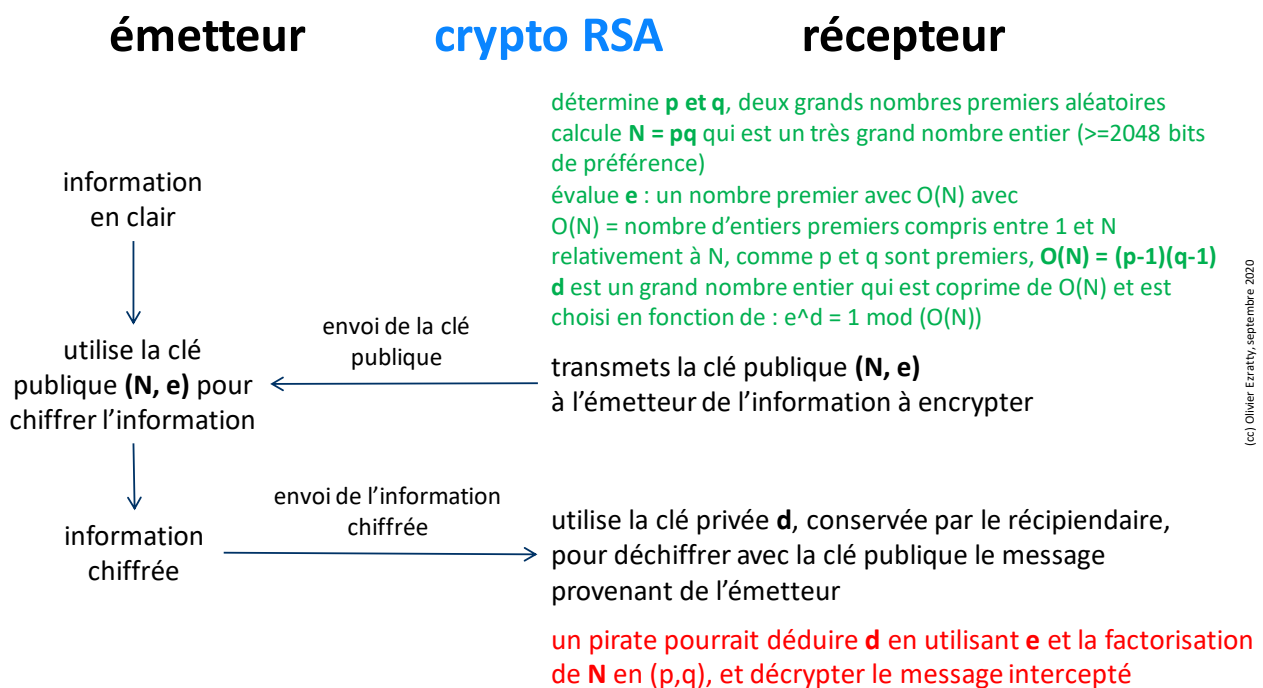 émetteur
crypto RSA
récepteur
information
en clair
utilise la clé
publique (N, e) pour
chiffrer l’information
information
chiffrée
envoi de la clé
publique
envoi de l’information
chiffrée
détermine p et q, deux grands nombres premiers aléatoires
calcule N = pq qui est un très grand nombre entier (>=2048 bits
de préférence)
évalue e : un nombre premier avec O(N) avec
O(N) = nombre d’entiers premiers compris entre 1 et N
relativement à N, comme p et q sont premiers, O(N) = (p-1)(q-1)
d est un grand nombre entier qui est coprime de O(N) et est
choisi en fonction de : e^d = 1 mod (O(N))
transmets la clé publique (N, e)
à l’émetteur de l’information à encrypter
utilise la clé privée d, conservée par le récipiendaire,
pour déchiffrer avec la clé publique le message
provenant de l’émetteur
un pirate pourrait déduire d en utilisant e et la factorisation
de N en (p,q), et décrypter le message intercepté
(cc) Olivier Ezratty, septembre 2020